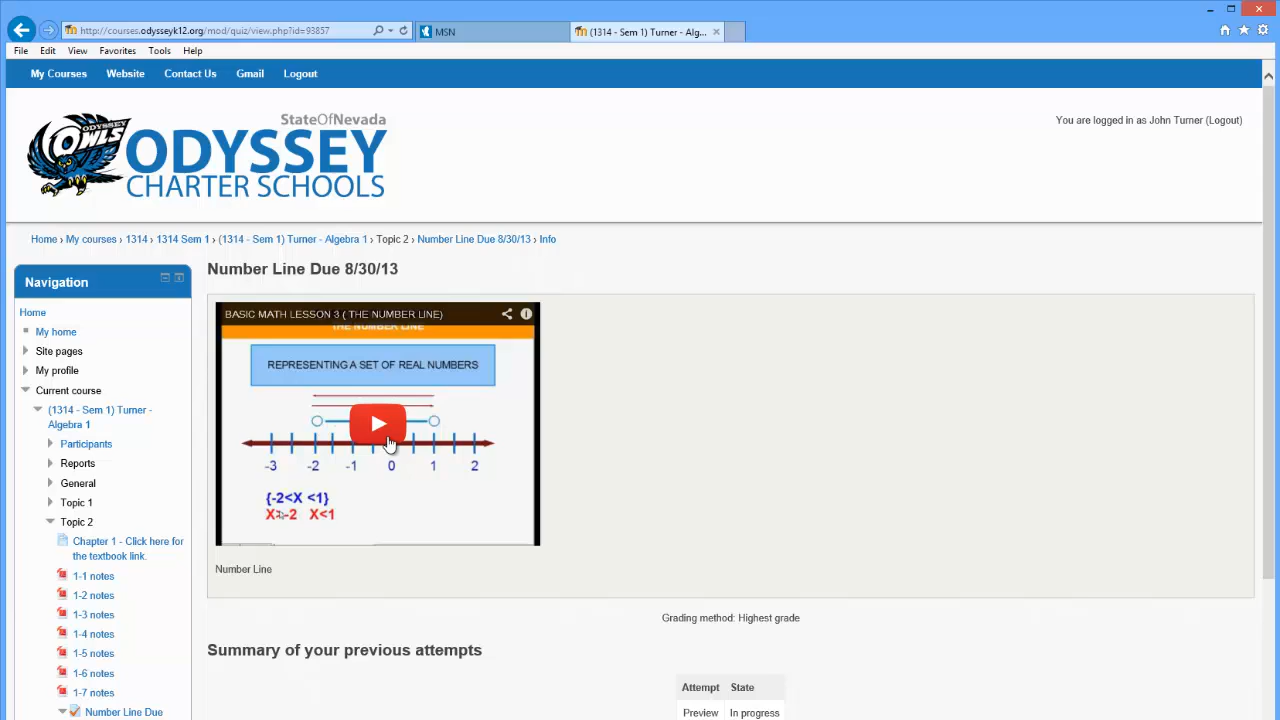 http://courses.odysseyk12.org/mod/quiz/view.php?id=93857
MSN
(1314 - Sem 1) Turner - Alg...
File Edit View Favorites Tools Help
My Courses Website Contact Us Gmail Logout
OWLS
StateOfNevada
ODYSSEY
CHARTER SCHOOLS
You are logged in as John Turner (Logout)
Home › My courses › 1314 › 1314 Sem 1 › (1314 - Sem 1) Turner - Algebra 1 › Topic 2 › Number Line Due 8/30/13 › Info
Navigation
Home
My home
Site pages
My profile
Current course
(1314 - Sem 1) Turner -
Algebra 1
Participants
Reports
General
Topic 1
Topic 2
Chapter 1 - Click here for
the textbook link.
1-1 notes
1-2 notes
1-3 notes
1-4 notes
1-5 notes
1-6 notes
1-7 notes
Number Line Due
Number Line Due 8/30/13
BASIC MATH LESSON 3 ( THE NUMBER LINE)
THE NUMBER LINE
REPRESENTING A SET OF REAL NUMBERS
-3 -2 -1 0 1 2
{-2<X <1}
X>-2 X<1
Number Line
Grading method: Highest grade
Summary of your previous attempts
Attempt State
Preview In progress